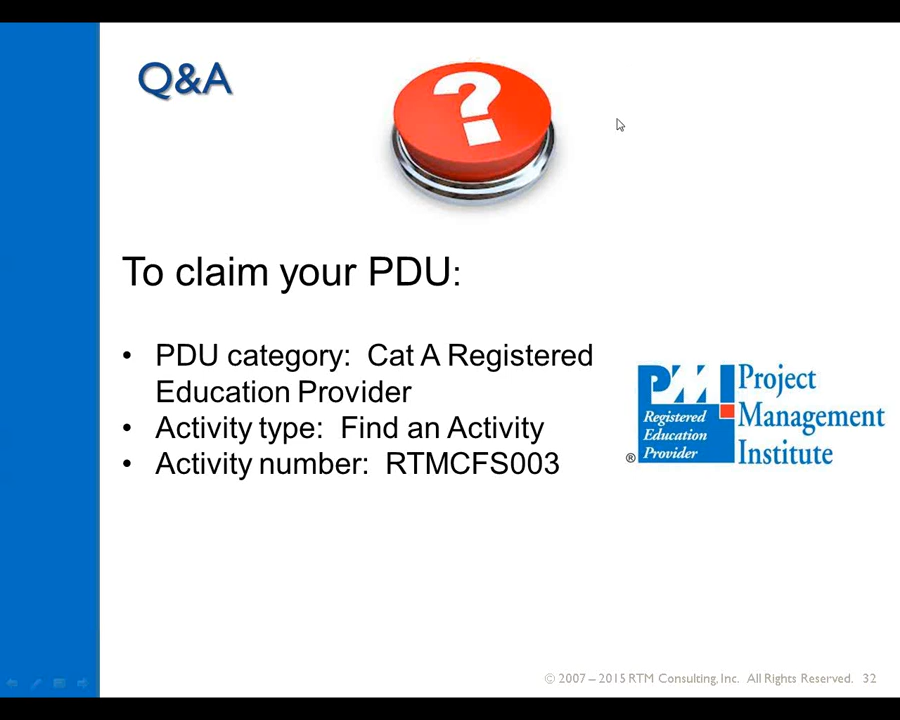 Q&A
?
To claim your PDU:
• PDU category: Cat A Registered
Education Provider
• Activity type: Find an Activity
• Activity number: RTMCFS003
PMI
Registered
Education
Provider
®
Project
Management
Institute
© 2007 – 2015 RTM Consulting, Inc. All Rights Reserved. 32